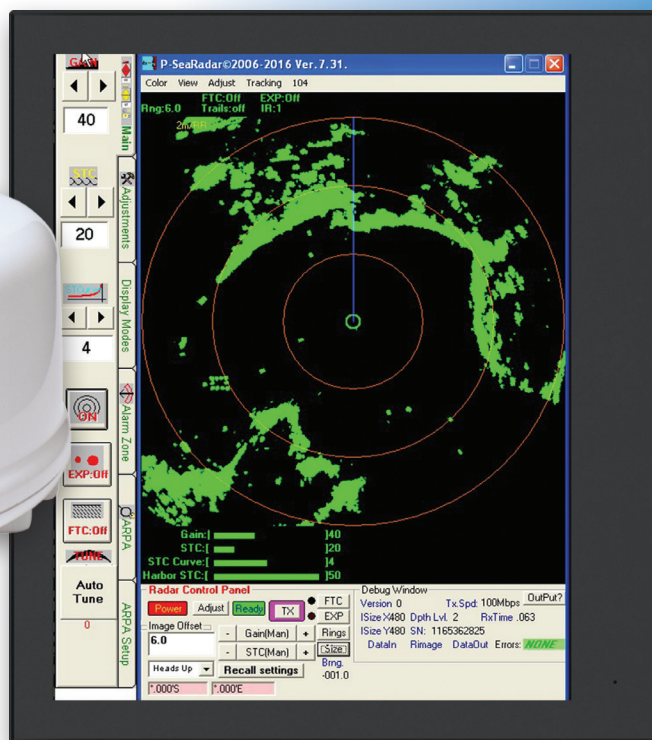 GAIN
40
STC
20
STCurve
4
ON
EXP:Off
FTC:Off
TUNE
Auto
Tune
0
Main
Adjustments
Display Modes
Alarm Zone
ARPA
ARPA Setup
P-SeaRadar©2006-2016 Ver.7.31.
Color View Adjust Tracking 104
FTC:Off EXP:Off
Rng:6.0 Trails:off IR:1
Gain:[ ]40
STC:[ ]20
STC Curve:[ ]4
Harbor STC:[ ]50
Radar Control Panel
Power Adjust Ready TX FTC
EXP
Image Offset
6.0
- Gain(Man) + Rings
- STC(Man) + Size
Heads Up Recall settings Brng.
-001.0
*.000'S *.000'E
Debug Window
Version 0 Tx.Spd: 100Mbps OutPut?
ISize X480 Dpth Lvl. 2 RxTime .063
ISize Y480 SN: 1165362825
DataIn Rimage DataOut Errors: NONE